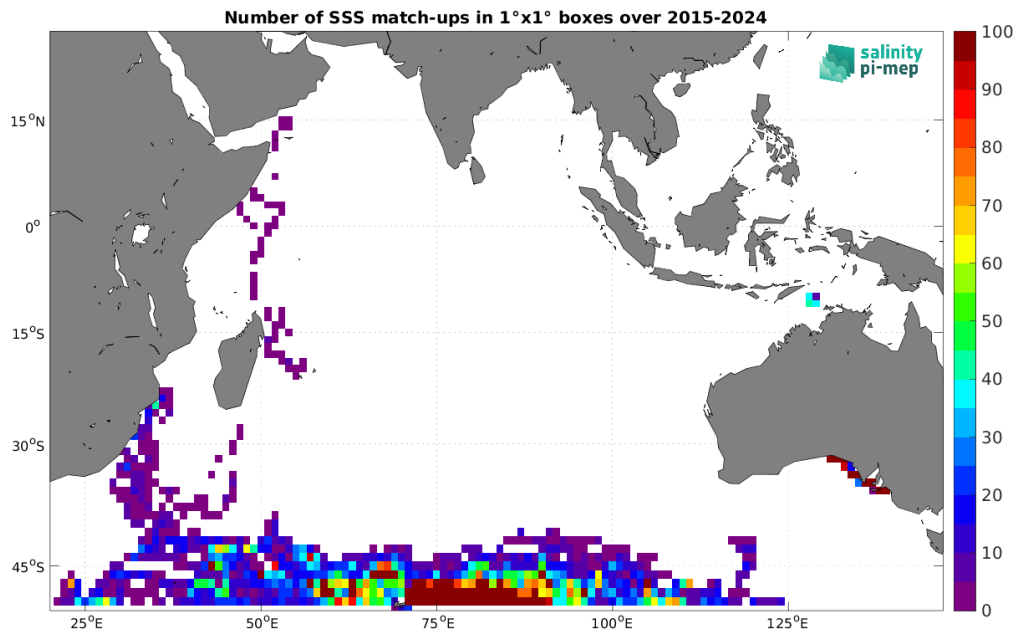 Number of SSS match-ups in 1°x1° boxes over 2015-2024
salinity
pi-mep
100
90
80
70
60
50
40
30
20
10
0
15°N
0°
15°S
30°S
45°S
25°E
50°E
75°E
100°E
125°E